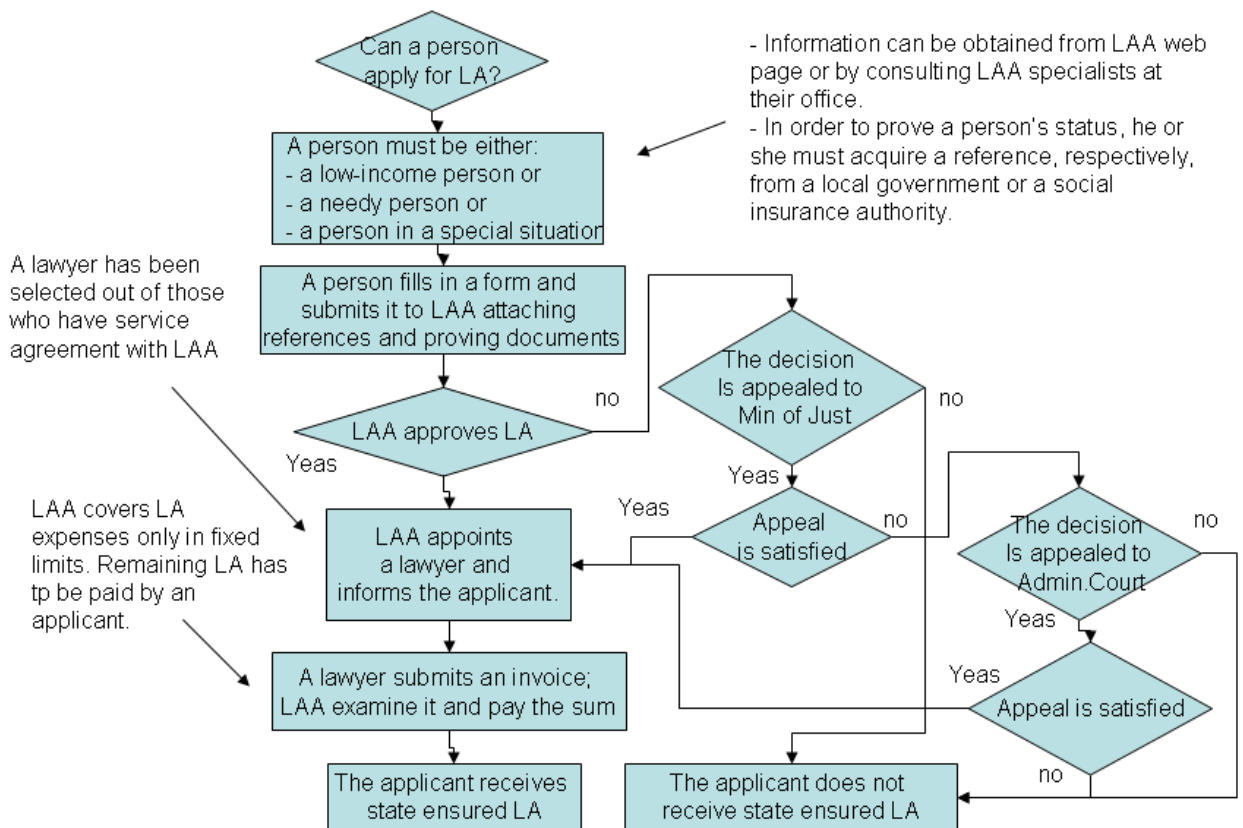 Can a person
apply for LA?
- Information can be obtained from LAA web
page or by consulting LAA specialists at
their office.
- In order to prove a person's status, he or
she must acquire a reference, respectively,
from a local government or a social
insurance authority.
A person must be either:
- a low-income person or
- a needy person or
- a person in a special situation
A lawyer has been
selected out of those
who have service
agreement with LAA
A person fills in a form and
submits it to LAA attaching
references and proving documents
LAA approves LA
no
Yeas
The decision
Is appealed to
Min of Just
no
Yeas
Appeal
is satisfied
Yeas
no
The decision
Is appealed to
Admin.Court
no
Yeas
LAA covers LA
expenses only in fixed
limits. Remaining LA has
tp be paid by an
applicant.
LAA appoints
a lawyer and
informs the applicant.
A lawyer submits an invoice;
LAA examine it and pay the sum
Yeas
Appeal is satisfied
no
The applicant receives
state ensured LA
The applicant does not
receive state ensured LA